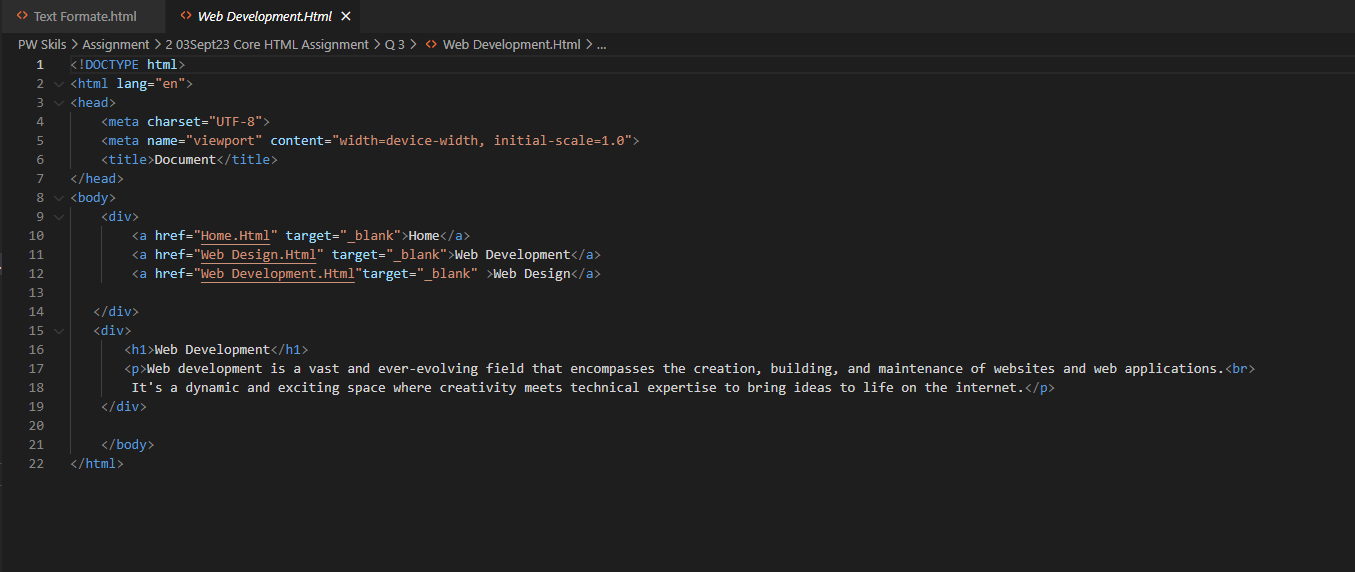 Text Formate.html Web Development.Html
PW Skils > Assignment > 2 03Sept23 Core HTML Assignment > Q 3 > Web Development.Html > ...
1 <!DOCTYPE html>
2 <html lang="en">
3 <head>
4 <meta charset="UTF-8">
5 <meta name="viewport" content="width=device-width, initial-scale=1.0">
6 <title>Document</title>
7 </head>
8 <body>
9 <div>
10 <a href="Home.Html" target="_blank">Home</a>
11 <a href="Web Design.Html" target="_blank">Web Development</a>
12 <a href="Web Development.Html"target="_blank" >Web Design</a>
13
14 </div>
15 <div>
16 <h1>Web Development</h1>
17 <p>Web development is a vast and ever-evolving field that encompasses the creation, building, and maintenance of websites and web applications.<br>
18 It's a dynamic and exciting space where creativity meets technical expertise to bring ideas to life on the internet.</p>
19 </div>
20
21 </body>
22 </html>